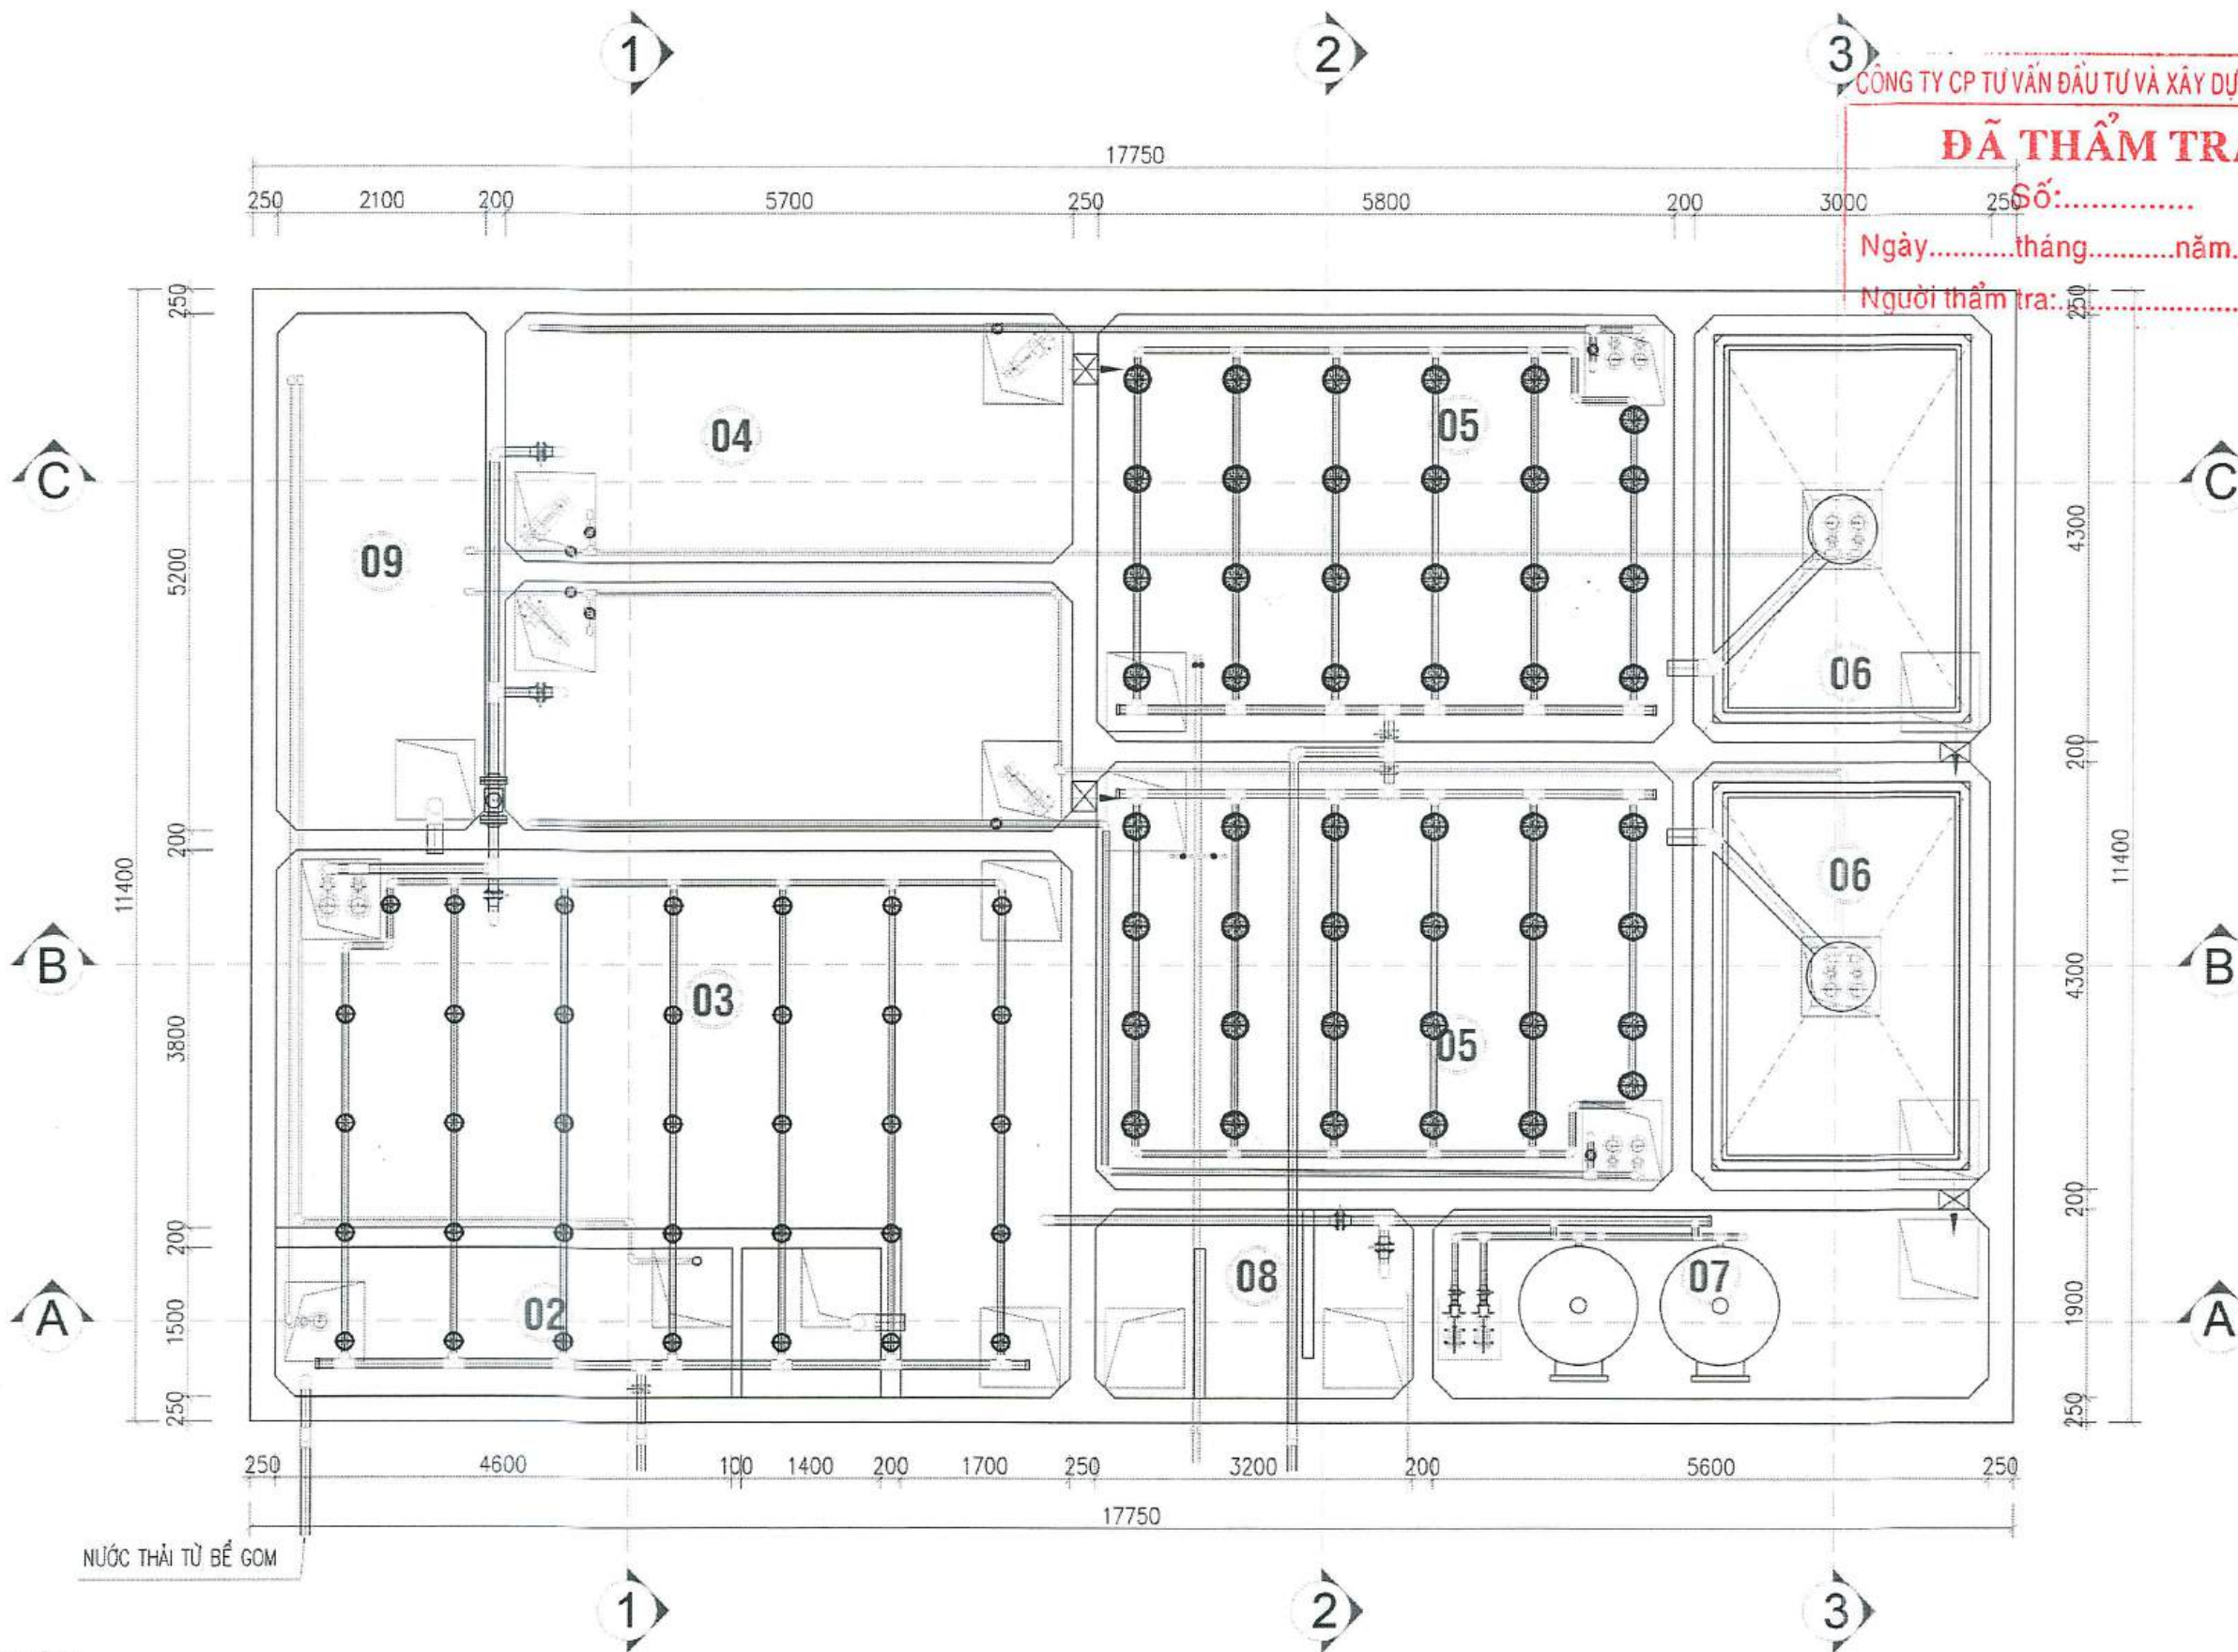 1
2
3
CÔNG TY CP TƯ VẤN ĐẦU TƯ VÀ XÂY DỰ
ĐÃ THẨM TRA
Số:..............
Ngày..........tháng..........năm.
Người thẩm tra:
17750
250 2100 200 5700 250 5800 200 3000 250
250
250
04
05
C
C
09
5200
4300
06
200
200
11400
11400
06
B
B
03
4300
3800
05
200
200
08
07
02
A
A
1500
1900
250
250
250 4600 100 1400 200 1700 250 3200 200 5600 250
17750
NƯỚC THẢI TỪ BỂ GOM
1
2
3